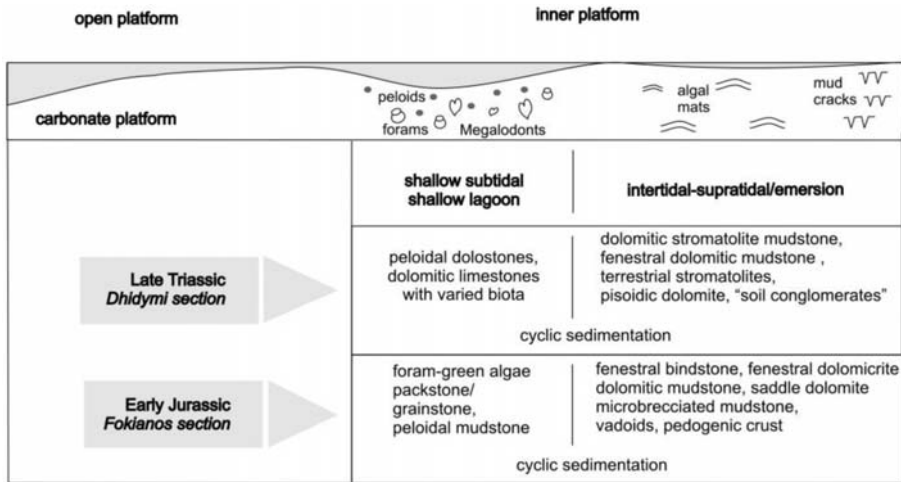 open platform
inner platform
peloids
forams
Megalodonts
algal
mats
mud
cracks
carbonate platform
shallow subtidal
shallow lagoon
intertidal-supratidal/emersion
Late Triassic
Dhidymi section
peloidal dolostones,
dolomitic limestones
with varied biota
dolomitic stromatolite mudstone,
fenestral dolomitic mudstone ,
terrestrial stromatolites,
pisoidic dolomite, “soil conglomerates”
cyclic sedimentation
Early Jurassic
Fokianos section
foram-green algae
packstone/
grainstone,
peloidal mudstone
fenestral bindstone, fenestral dolomicrite
dolomitic mudstone, saddle dolomite
microbrecciated mudstone,
vadoids, pedogenic crust
cyclic sedimentation